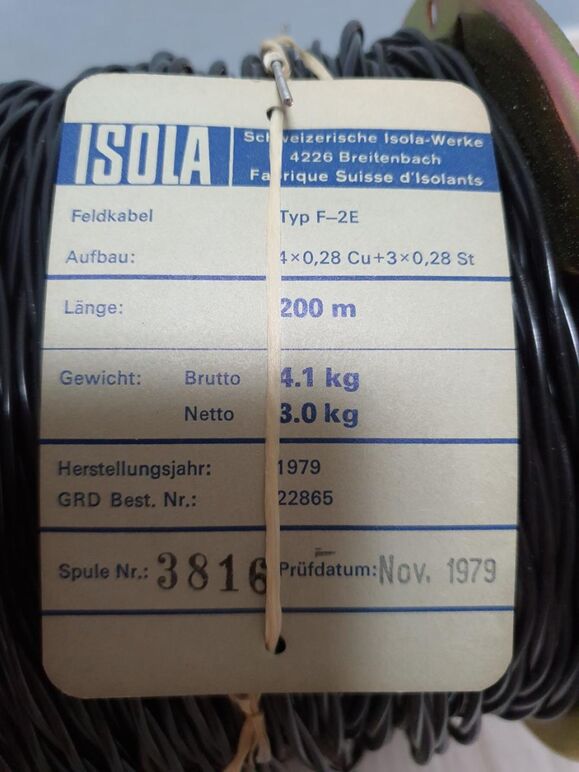 ISOLA
Schweizerische Isola-Werke
4226 Breitenbach
Fabrique Suisse d'Isolants
Feldkabel Typ F-2E
Aufbau: 4×0,28 Cu+3×0,28 St
Länge: 200 m
Gewicht: Brutto 4.1 kg
Netto 3.0 kg
Herstellungsjahr: 1979
GRD Best. Nr.: 22865
Spule Nr.: 3816 Prüfdatum: Nov. 1979